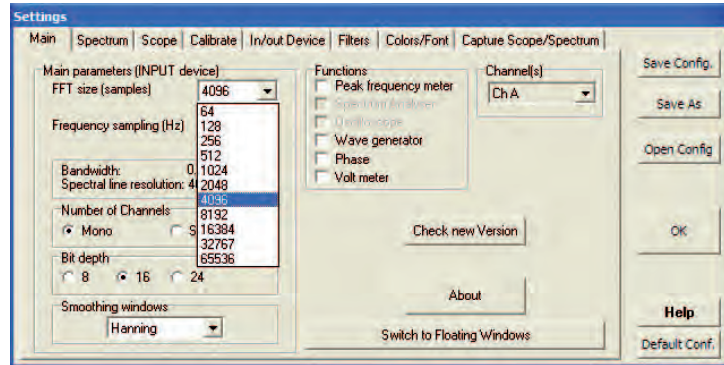 Settings
Main Spectrum Scope Calibrate In/out Device Filters Colors/Font Capture Scope/Spectrum
Main parameters (INPUT device)
FFT size (samples) 4096
64
128
256
512
1024
2048
4096
8192
16384
32767
65536
Frequency sampling (Hz)
Bandwidth: 0,
Spectral line resolution:
Number of Channels
Mono S
Bit depth
8 16 24
Smoothing windows
Hanning
Functions
Peak frequency meter
Wave generator
Phase
Volt meter
Channel(s)
Ch A
Check new Version
About
Switch to Floating Windows
Save Config.
Save As
Open Config
OK
Help
Default Conf.